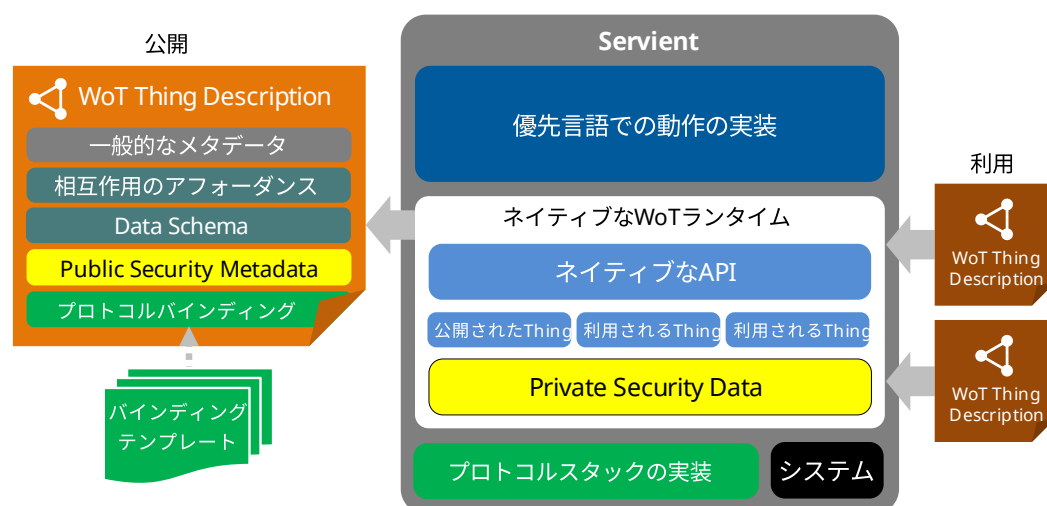 公開
WoT Thing Description
一般的なメタデータ
相互作用のアフォーダンス
Data Schema
Public Security Metadata
プロトコルバインディング
バインディング
テンプレート
Servient
優先言語での動作の実装
ネイティブなWoTランタイム
ネイティブなAPI
公開されたThing
利用されるThing
利用されるThing
Private Security Data
プロトコルスタックの実装
システム
利用
WoT Thing
Description
WoT Thing
Description